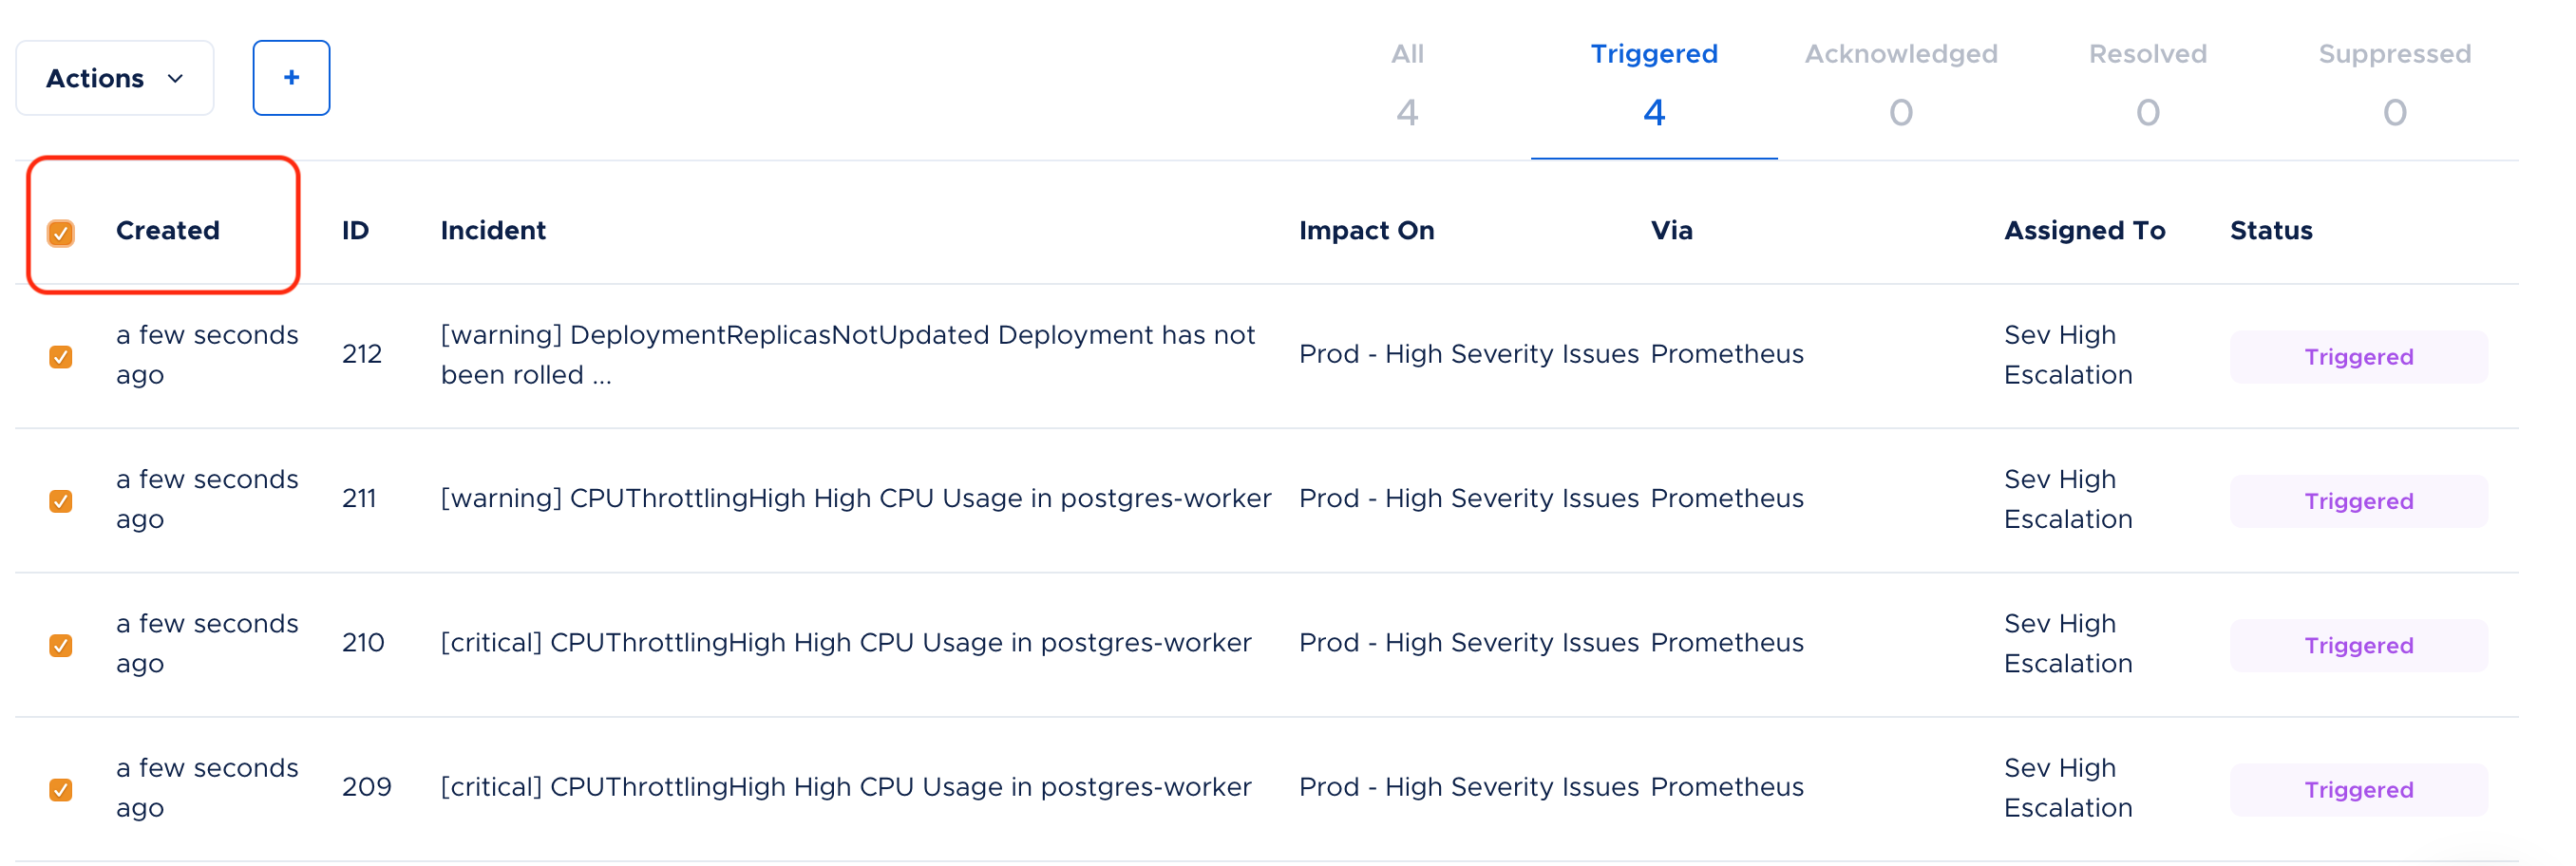 Actions
+
All
Triggered
Acknowledged
Resolved
Suppressed
4
4
0
0
0
Created
ID
Incident
Impact On
Via
Assigned To
Status
a few seconds
ago
212
[warning] DeploymentReplicasNotUpdated Deployment has not
been rolled ...
Prod - High Severity Issues
Prometheus
Sev High
Escalation
Triggered
a few seconds
ago
211
[warning] CPUThrottlingHigh High CPU Usage in postgres-worker
Prod - High Severity Issues
Prometheus
Sev High
Escalation
Triggered
a few seconds
ago
210
[critical] CPUThrottlingHigh High CPU Usage in postgres-worker
Prod - High Severity Issues
Prometheus
Sev High
Escalation
Triggered
a few seconds
ago
209
[critical] CPUThrottlingHigh High CPU Usage in postgres-worker
Prod - High Severity Issues
Prometheus
Sev High
Escalation
Triggered